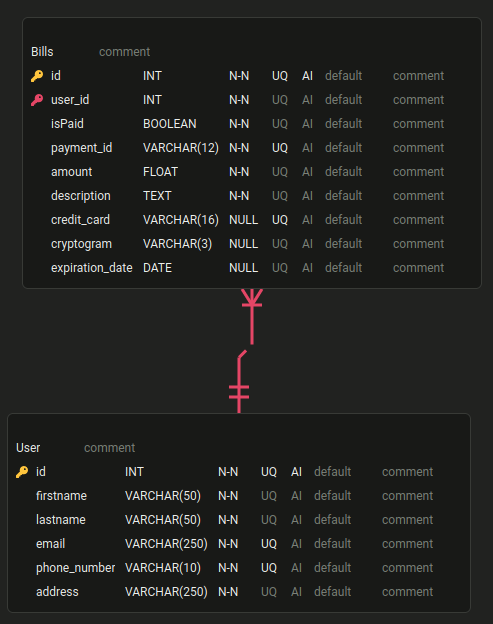 Bills comment
id INT N-N UQ AI default comment
user_id INT N-N UQ AI default comment
isPaid BOOLEAN N-N UQ AI default comment
payment_id VARCHAR(12) N-N UQ AI default comment
amount FLOAT N-N UQ AI default comment
description TEXT N-N UQ AI default comment
credit_card VARCHAR(16) NULL UQ AI default comment
cryptogram VARCHAR(3) NULL UQ AI default comment
expiration_date DATE NULL UQ AI default comment
User comment
id INT N-N UQ AI default comment
firstname VARCHAR(50) N-N UQ AI default comment
lastname VARCHAR(50) N-N UQ AI default comment
email VARCHAR(250) N-N UQ AI default comment
phone_number VARCHAR(10) N-N UQ AI default comment
address VARCHAR(250) N-N UQ AI default comment